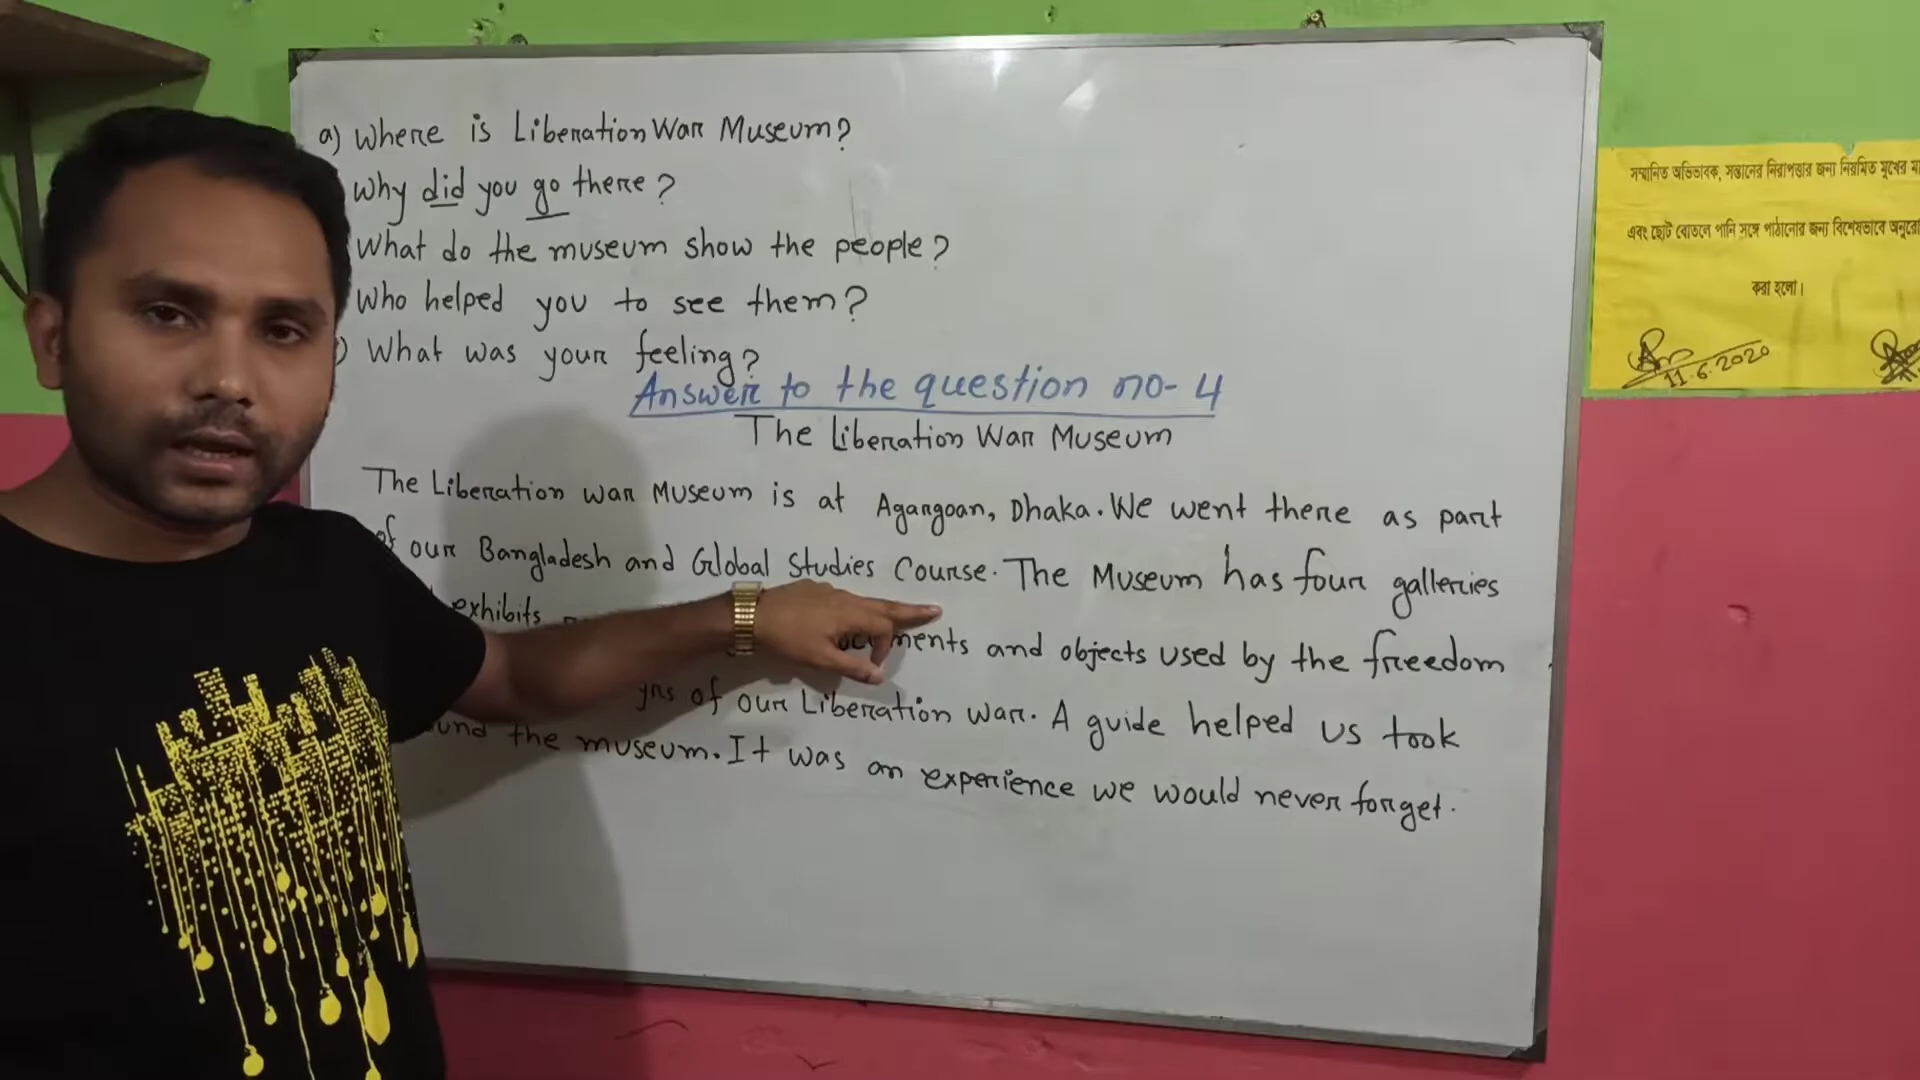 a) Where is Liberation War Museum?
Why did you go there?
What do the museum show the people?
Who helped you to see them?
) What was your feeling?
Answer to the question no- 4
The Liberation War Museum
The Liberation war Museum is at Agargoan, Dhaka. We went there as part
of our Bangladesh and Global Studies Course. The Museum has four galleries
exhibits ments and objects used by the freedom
of our Liberation war. A guide helped us took
the museum. It was an experience we would never forget.
সম্মানিত অভিভাবক, সন্তানের নিরাপত্তার জন্য নিয়মিত মুখের
এবং ছোট বোতলে পানি সঙ্গে পাঠানোর জন্য বিশেষভাবে
করা হলো।
11.6.2020